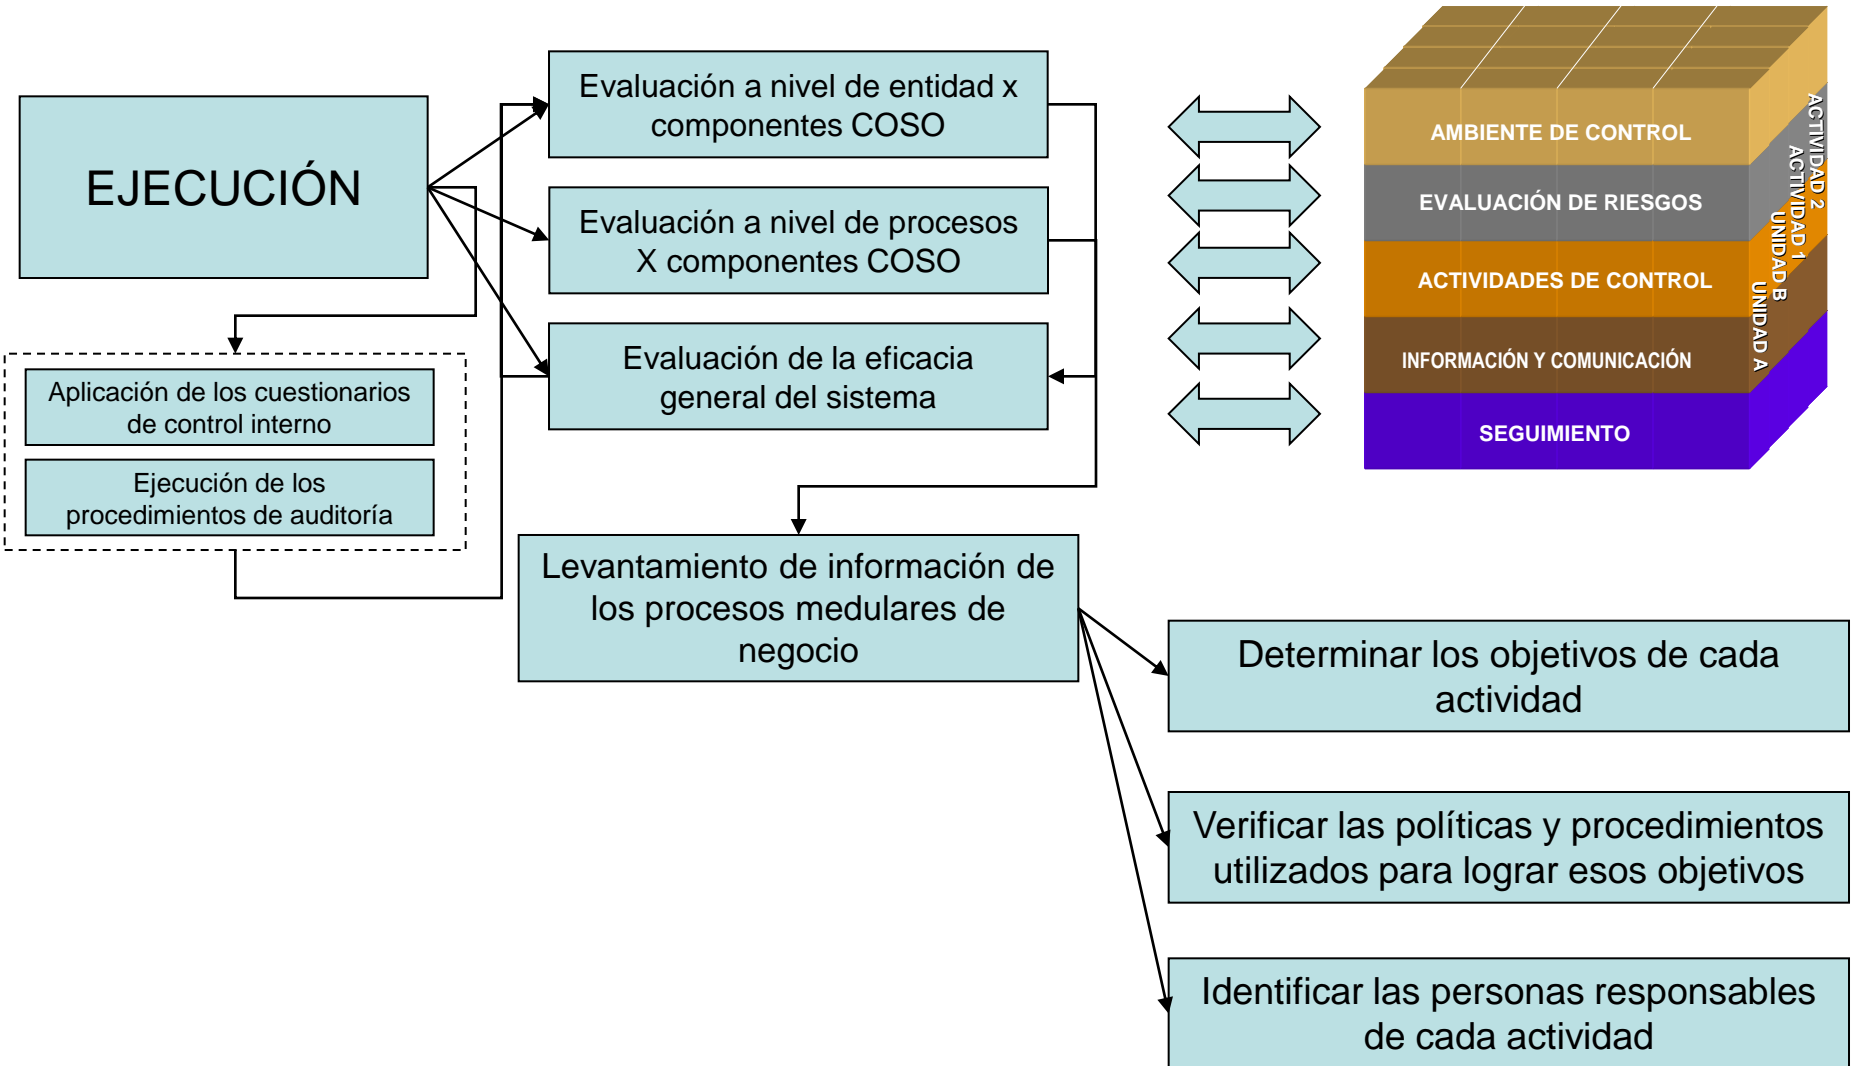 EJECUCIÓN
Evaluación a nivel de entidad x
componentes COSO
Evaluación a nivel de procesos
X componentes COSO
Evaluación de la eficacia
general del sistema
Aplicación de los cuestionarios
de control interno
Ejecución de los
procedimientos de auditoría
AMBIENTE DE CONTROL
EVALUACIÓN DE RIESGOS
ACTIVIDADES DE CONTROL
INFORMACIÓN Y COMUNICACIÓN
SEGUIMIENTO
ACTIVIDAD 2
ACTIVIDAD 1
UNIDAD B
UNIDAD A
Levantamiento de información de
los procesos medulares de
negocio
Determinar los objetivos de cada
actividad
Verificar las políticas y procedimientos
utilizados para lograr esos objetivos
Identificar las personas responsables
de cada actividad